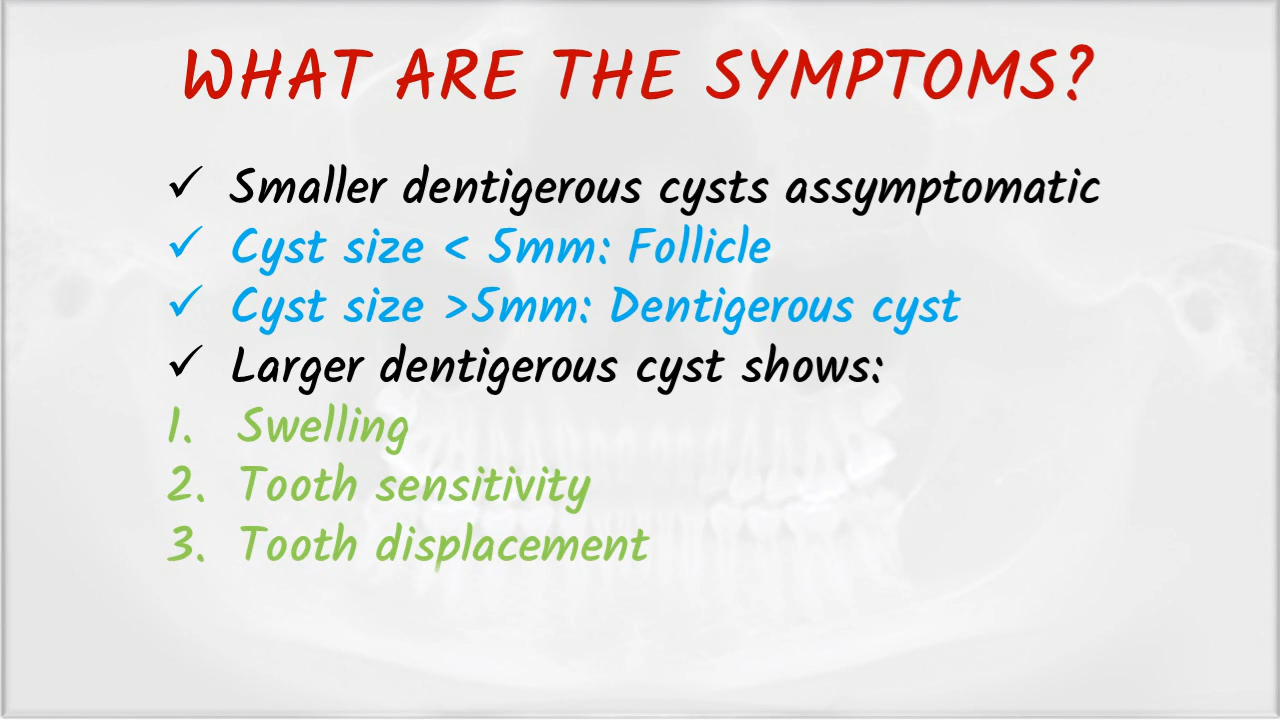 WHAT ARE THE SYMPTOMS?
✓ Smaller dentigerous cysts assymptomatic
✓ Cyst size < 5mm: Follicle
✓ Cyst size >5mm: Dentigerous cyst
✓ Larger dentigerous cyst shows:
1. Swelling
2. Tooth sensitivity
3. Tooth displacement